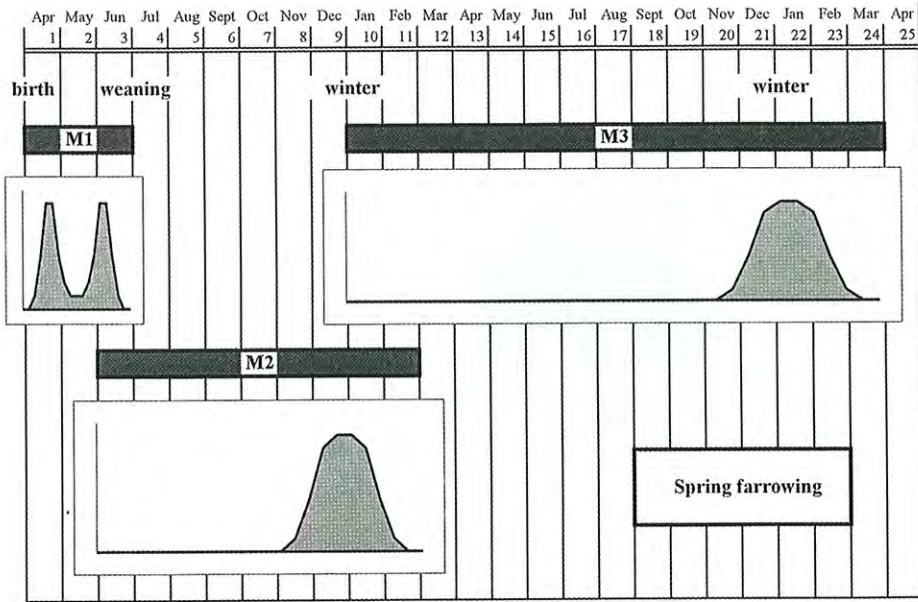 Apr May Jun Jul Aug Sept Oct Nov Dec Jan Feb Mar Apr May Jun Jul Aug Sept Oct Nov Dec Jan Feb Mar Apr
1 2 3 4 5 6 7 8 9 10 11 12 13 14 15 16 17 18 19 20 21 22 23 24 25
birth weaning winter winter
M1 M3
M2
Spring farrowing